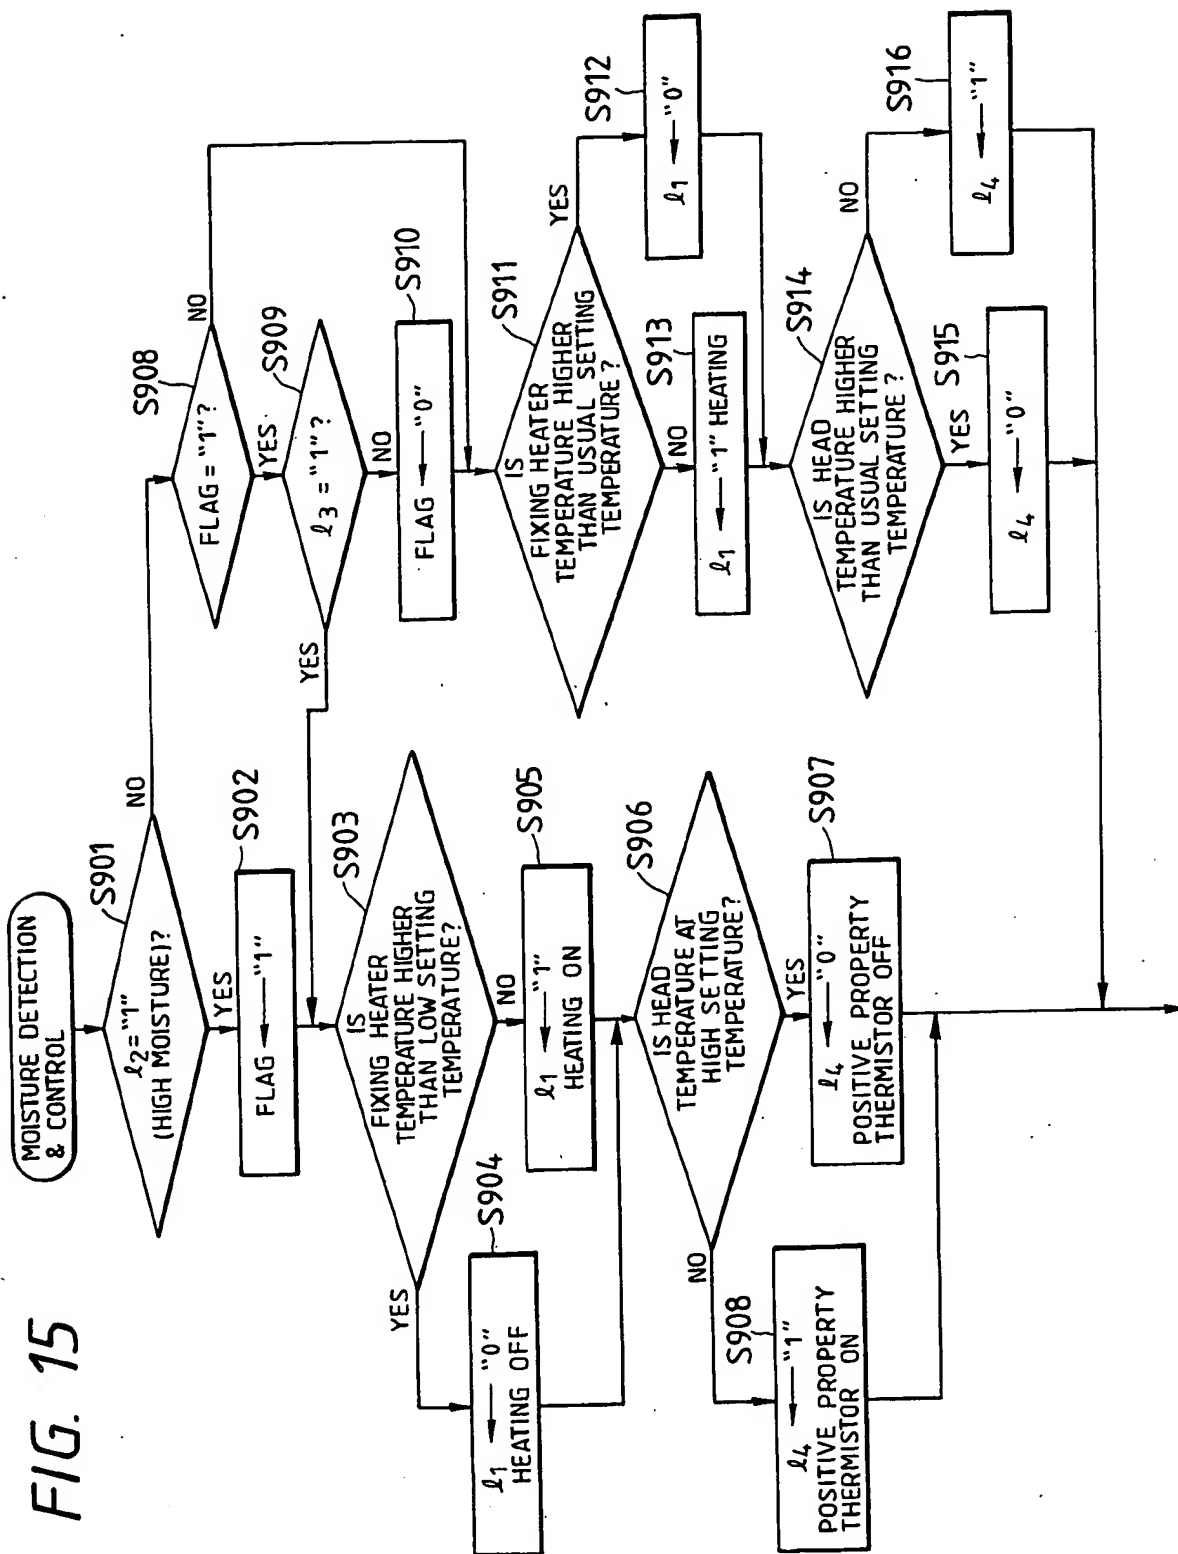 FIG. 15
MOISTURE DETECTION
& CONTROL
S901
ℓ2 = "1"
(HIGH MOISTURE)?
NO
YES
S902
FLAG ← "1"
S903
IS
FIXING HEATER
TEMPERATURE HIGHER
THAN LOW SETTING
TEMPERATURE?
YES
NO
S904
ℓ1 ← "0"
HEATING OFF
S905
ℓ1 ← "1"
HEATING ON
S906
IS HEAD
TEMPERATURE AT
HIGH SETTING
TEMPERATURE?
NO
YES
S908
ℓ4 ← "1"
POSITIVE PROPERTY
THERMISTOR ON
S907
ℓ4 ← "0"
POSITIVE PROPERTY
THERMISTOR OFF
S908
FLAG = "1"?
NO
YES
S909
ℓ3 = "1"?
YES
NO
S910
FLAG ← "0"
S911
IS
FIXING HEATER
TEMPERATURE HIGHER
THAN USUAL SETTING
TEMPERATURE?
YES
NO
S912
ℓ1 ← "0"
S913
ℓ1 ← "1" HEATING
S914
IS HEAD
TEMPERATURE HIGHER
THAN USUAL SETTING
TEMPERATURE?
NO
YES
S915
ℓ4 ← "0"
S916
ℓ4 ← "1"